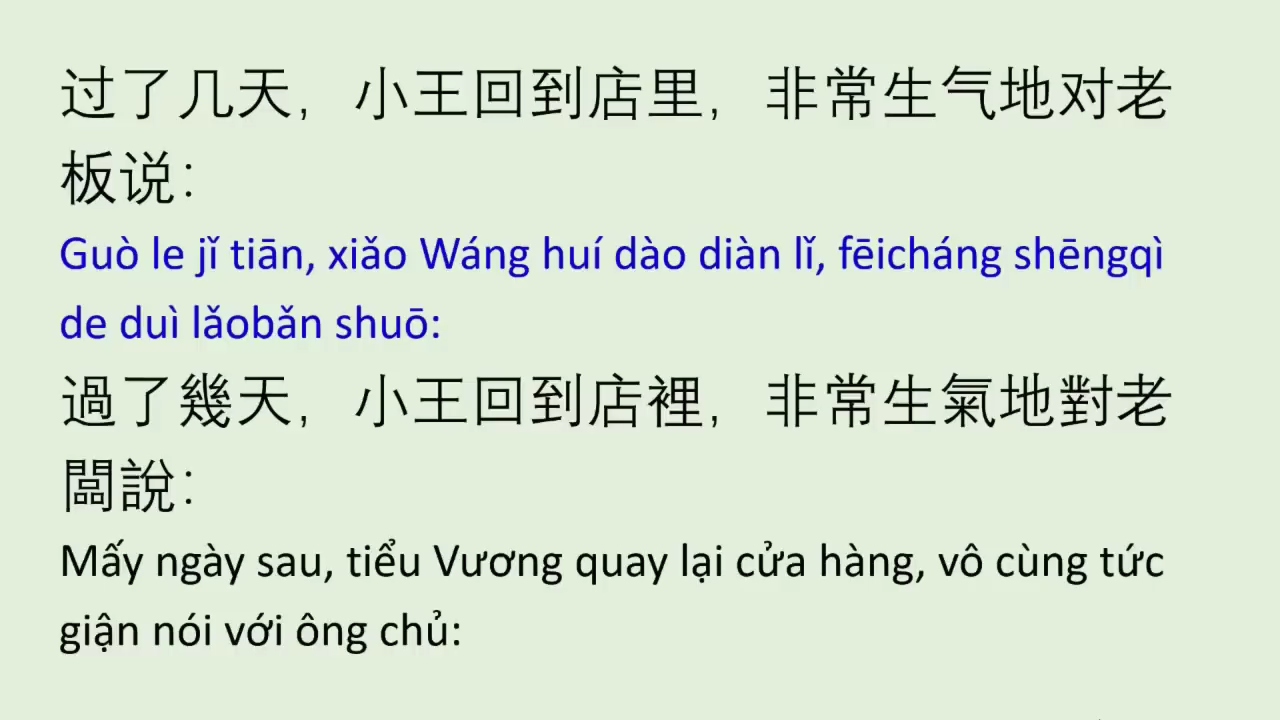 过了几天，小王回到店里，非常生气地对老
板说：
Guò le jǐ tiān, xiǎo Wáng huí dào diàn lǐ, fēicháng shēngqì
de duì lǎobǎn shuō:
過了幾天，小王回到店裡，非常生氣地對老
闆說：
Mấy ngày sau, tiểu Vương quay lại cửa hàng, vô cùng tức
giận nói với ông chủ: